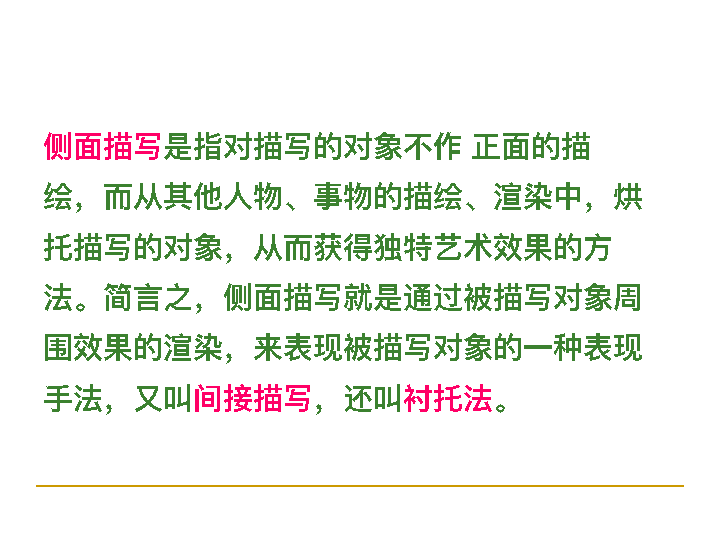 侧面描写是指对描写的对象不作 正面的描
绘，而从其他人物、事物的描绘、渲染中，烘
托描写的对象，从而获得独特艺术效果的方
法。简言之，侧面描写就是通过被描写对象周
围效果的渲染，来表现被描写对象的一种表现
手法，又叫间接描写，还叫衬托法。